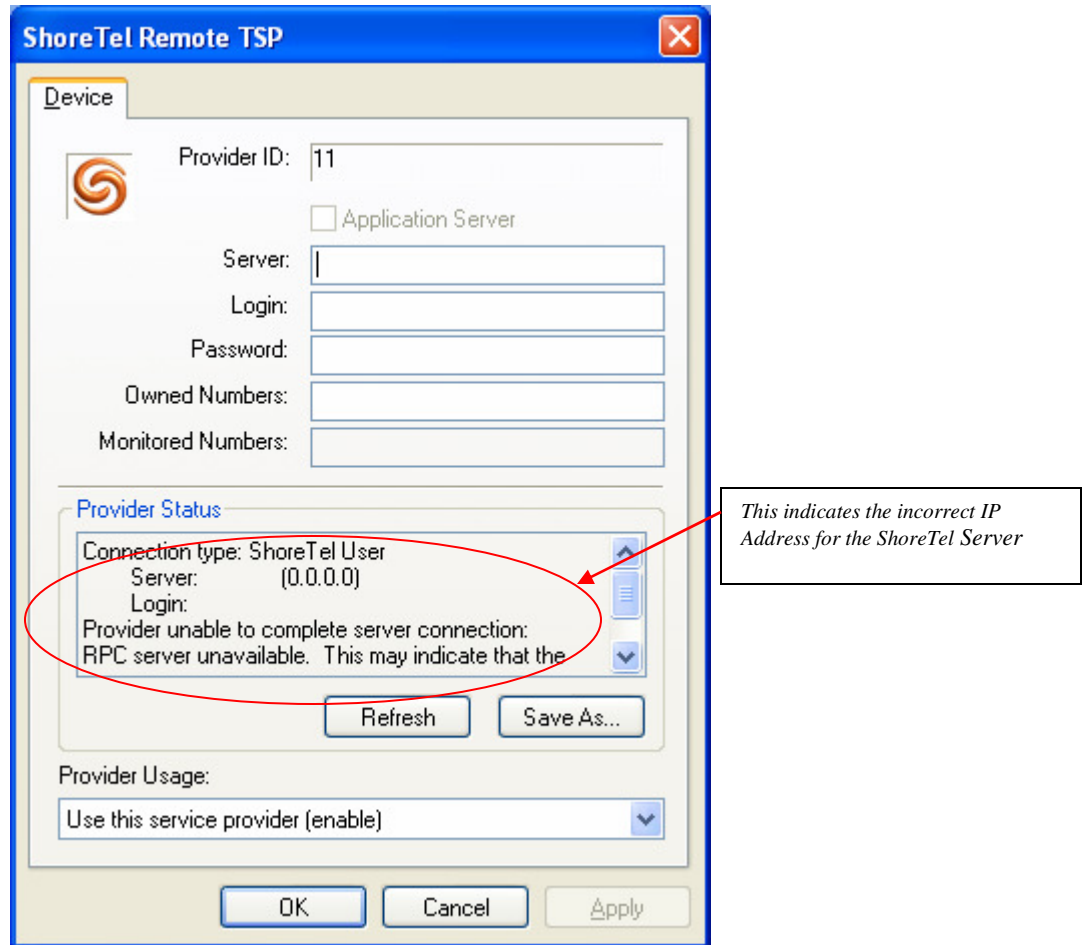 ShoreTel Remote TSP
Device
Provider ID: 11
Application Server
Server:
Login:
Password:
Owned Numbers:
Monitored Numbers:
Provider Status
Connection type: ShoreTel User
Server: (0.0.0.0)
Login:
Provider unable to complete server connection:
RPC server unavailable. This may indicate that the
This indicates the incorrect IP
Address for the ShoreTel Server
Refresh Save As...
Provider Usage:
Use this service provider (enable)
OK Cancel Apply